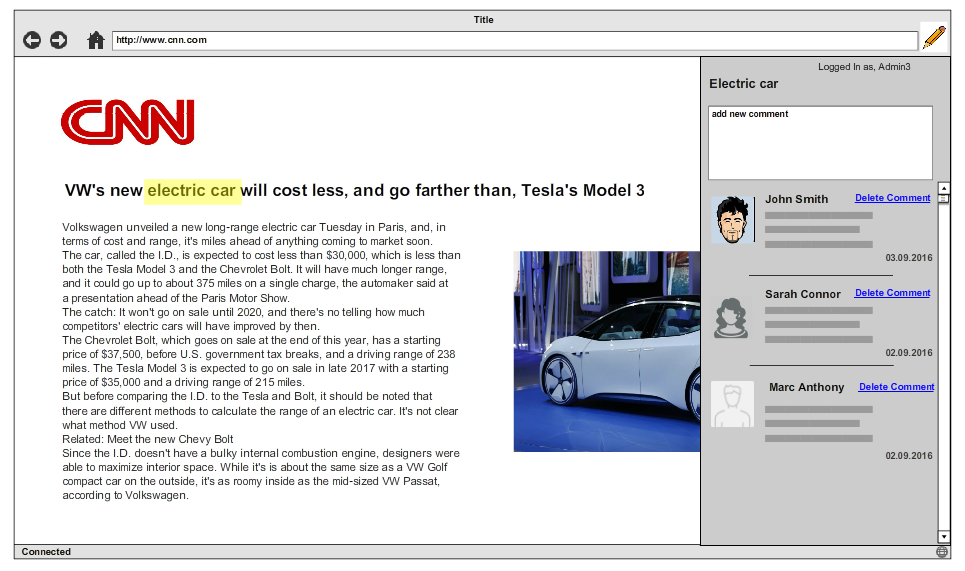 Title
http://www.cnn.com
Logged In as, Admin3
Electric car
add new comment
CNN
VW's new electric car will cost less, and go farther than, Tesla's Model 3
Volkswagen unveiled a new long-range electric car Tuesday in Paris, and, in
terms of cost and range, it's miles ahead of anything coming to market soon.
The car, called the I.D., is expected to cost less than $30,000, which is less than
both the Tesla Model 3 and the Chevrolet Bolt. It will have much longer range,
and it could go up to about 375 miles on a single charge, the automaker said at
a presentation ahead of the Paris Motor Show.
The catch: It won't go on sale until 2020, and there's no telling how much
competitors' electric cars will have improved by then.
The Chevrolet Bolt, which goes on sale at the end of this year, has a starting
price of $37,500, before U.S. government tax breaks, and a driving range of 238
miles. The Tesla Model 3 is expected to go on sale in late 2017 with a starting
price of $35,000 and a driving range of 215 miles.
But before comparing the I.D. to the Tesla and Bolt, it should be noted that
there are different methods to calculate the range of an electric car. It's not clear
what method VW used.
Related: Meet the new Chevy Bolt
Since the I.D. doesn't have a bulky internal combustion engine, designers were
able to maximize interior space. While it's is about the same size as a VW Golf
compact car on the outside, it's as roomy inside as the mid-sized VW Passat,
according to Volkswagen.
John Smith Delete Comment
03.09.2016
Sarah Connor Delete Comment
02.09.2016
Marc Anthony Delete Comment
02.09.2016
Connected